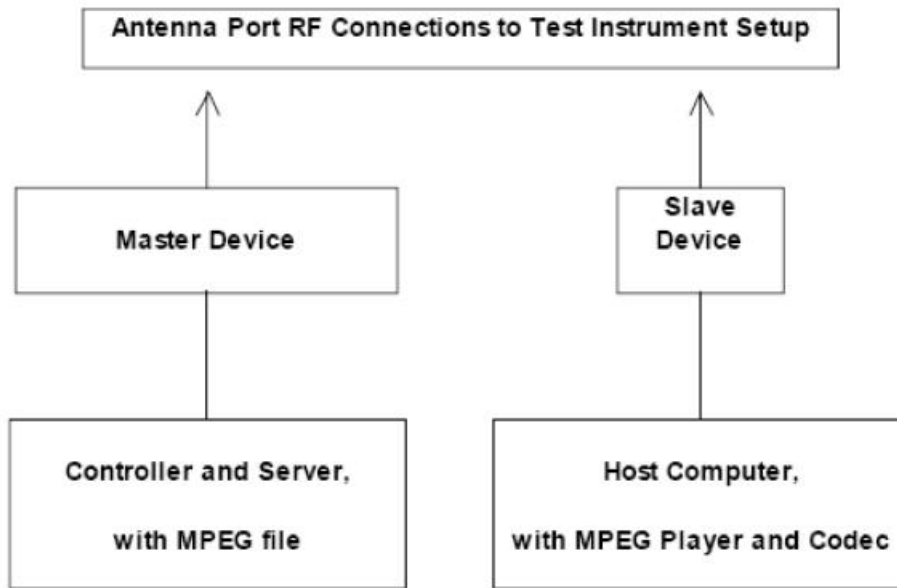 Antenna Port RF Connections to Test Instrument Setup
Master Device
Slave
Device
Controller and Server,
with MPEG file
Host Computer,
with MPEG Player and Codec